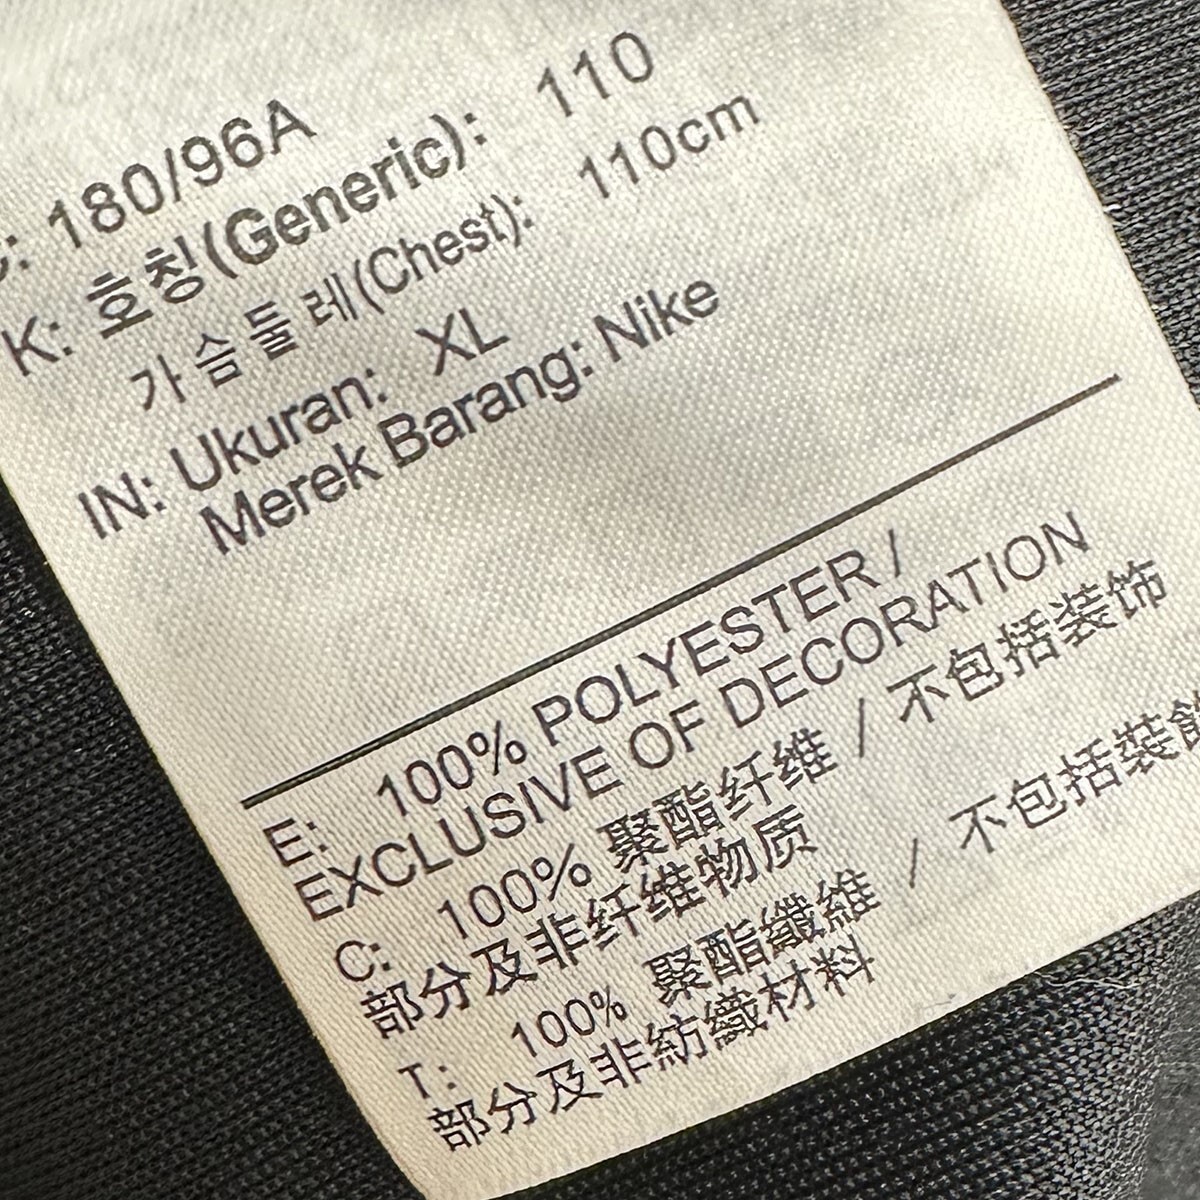 C: 180/96A
K: 호칭(Generic): 110
가슴둘레(Chest): 110cm
IN: Ukuran: XL
Merek Barang: Nike
E: 100% POLYESTER /
EXCLUSIVE OF DECORATION
C: 100% 聚酯纤维 / 不包括装饰
部分及非纤维物质
T: 100% 聚酯纖維 / 不包括裝飾
部分及非紡織材料